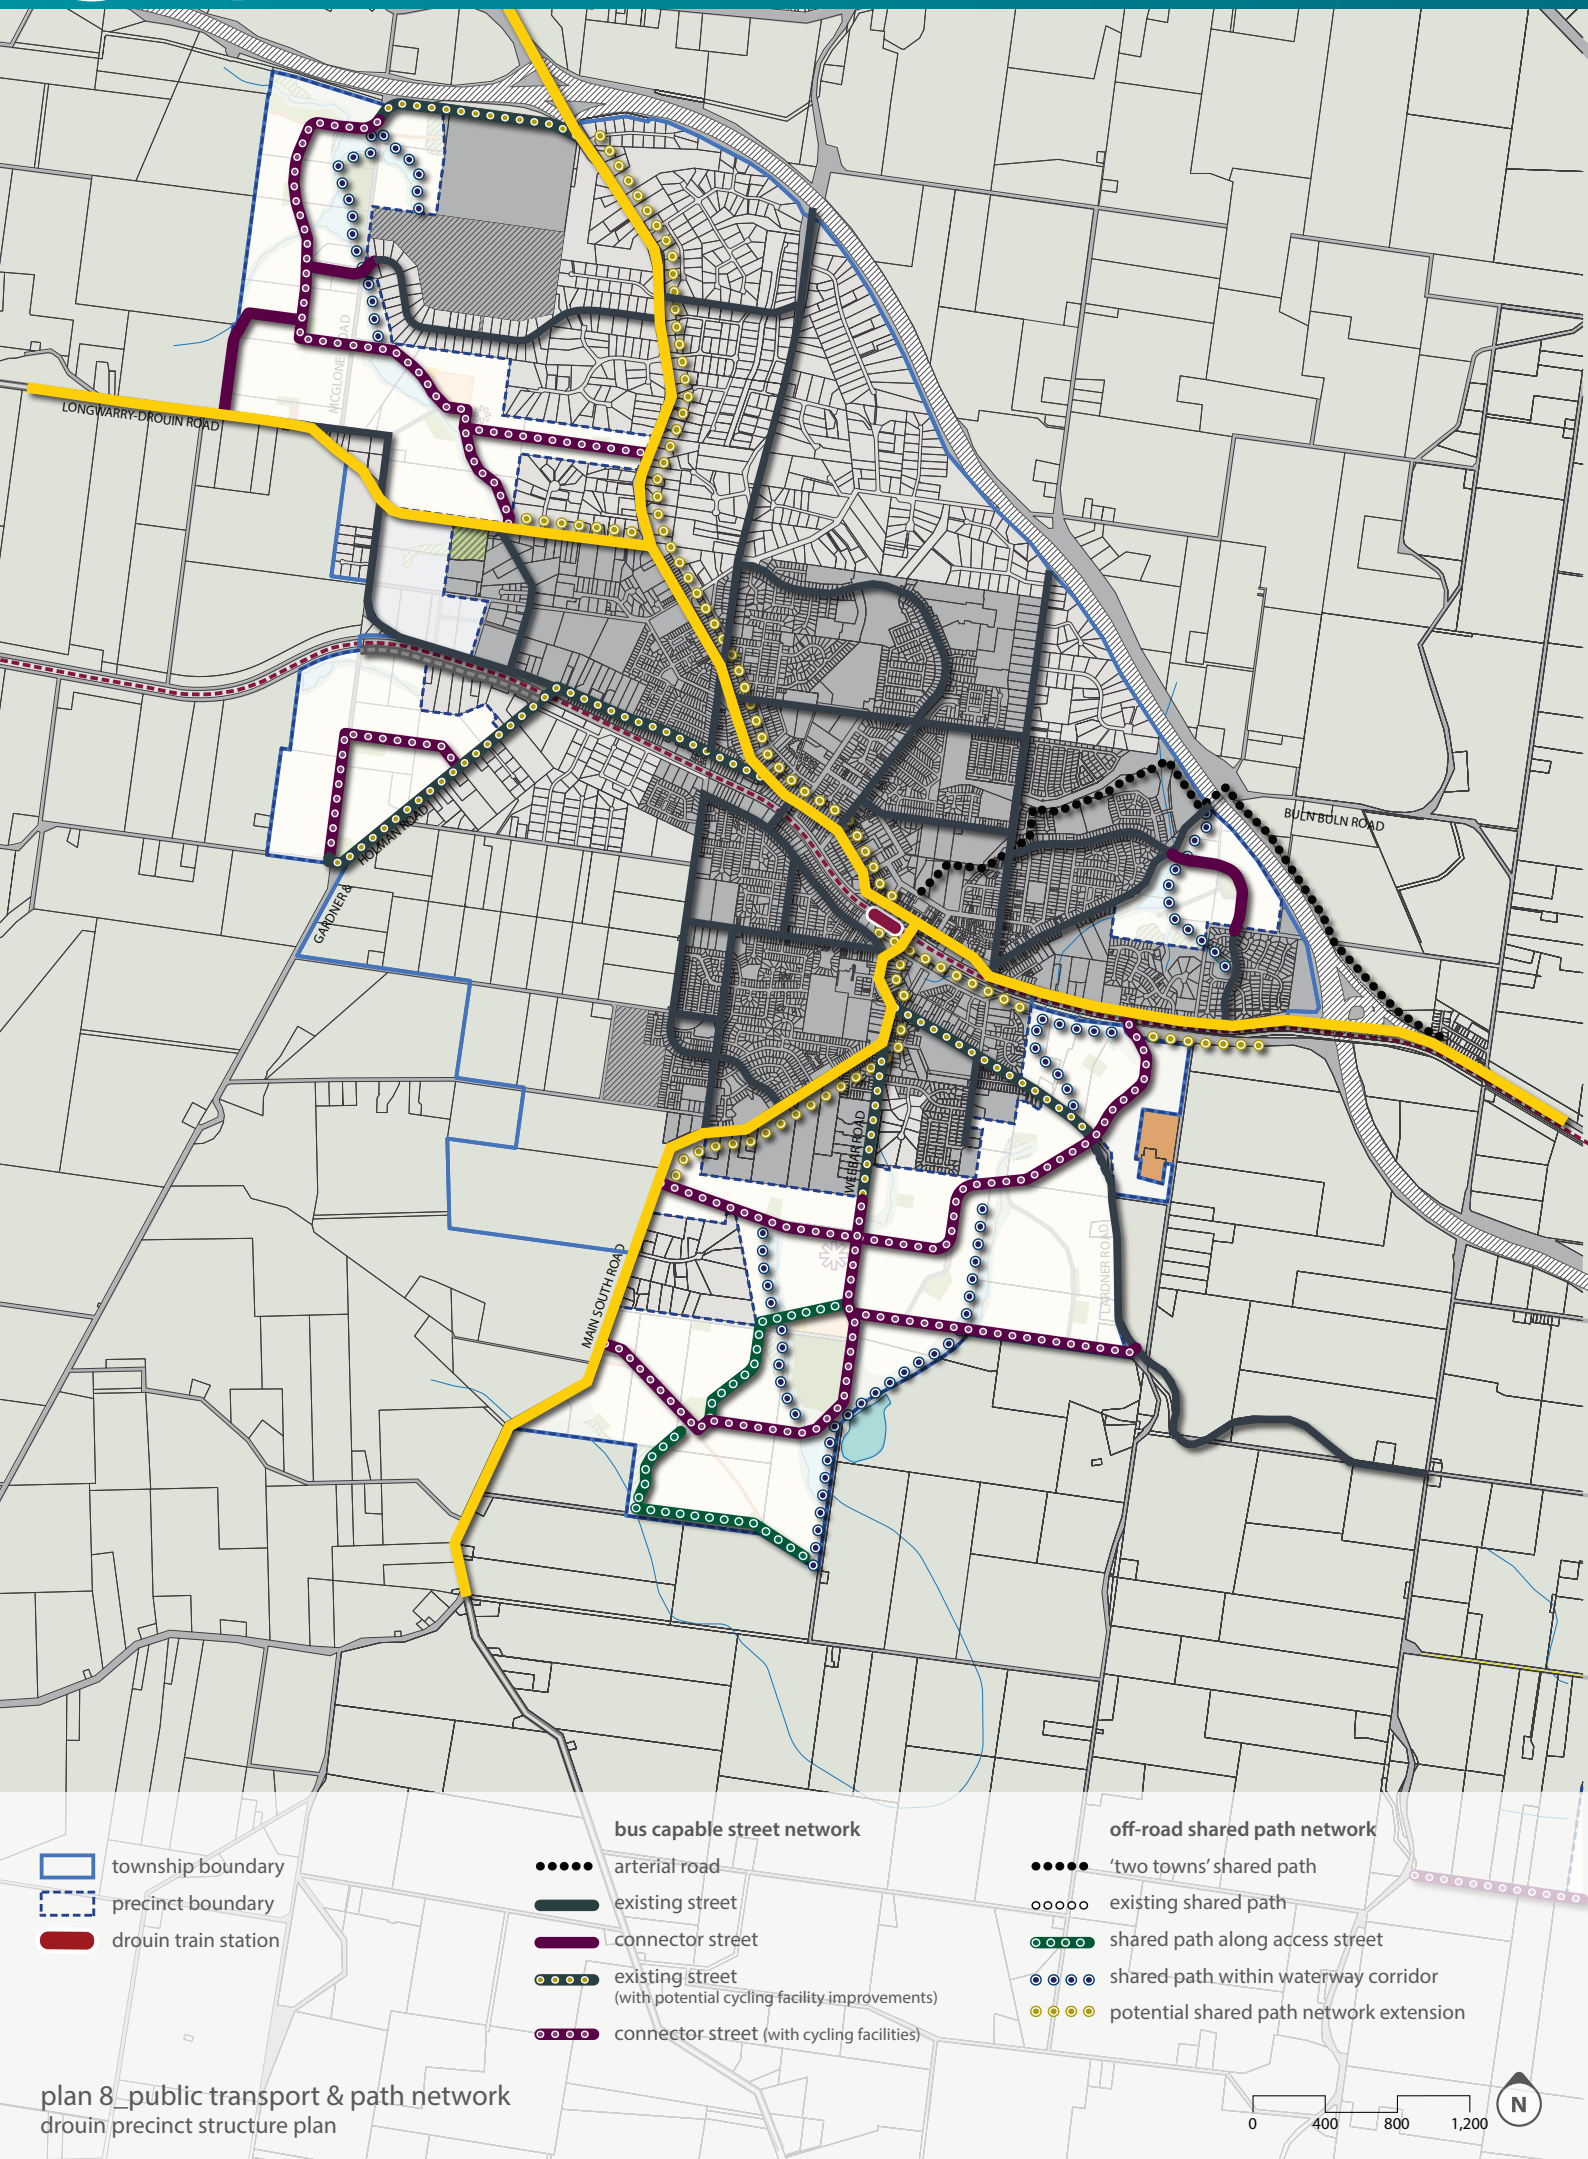 MCGLONE ROAD
LONGWARRY-DROUIN ROAD
BULN BULN ROAD
GARDNER & HOLMAN ROAD
WEEBAR ROAD
LARDNER ROAD
MAIN SOUTH ROAD
township boundary
precinct boundary
drouin train station
bus capable street network
arterial road
existing street
connector street
existing street
(with potential cycling facility improvements)
connector street (with cycling facilities)
off-road shared path network
‘two towns’ shared path
existing shared path
shared path along access street
shared path within waterway corridor
potential shared path network extension
plan 8_public transport & path network
drouin precinct structure plan
0 400 800 1,200
N